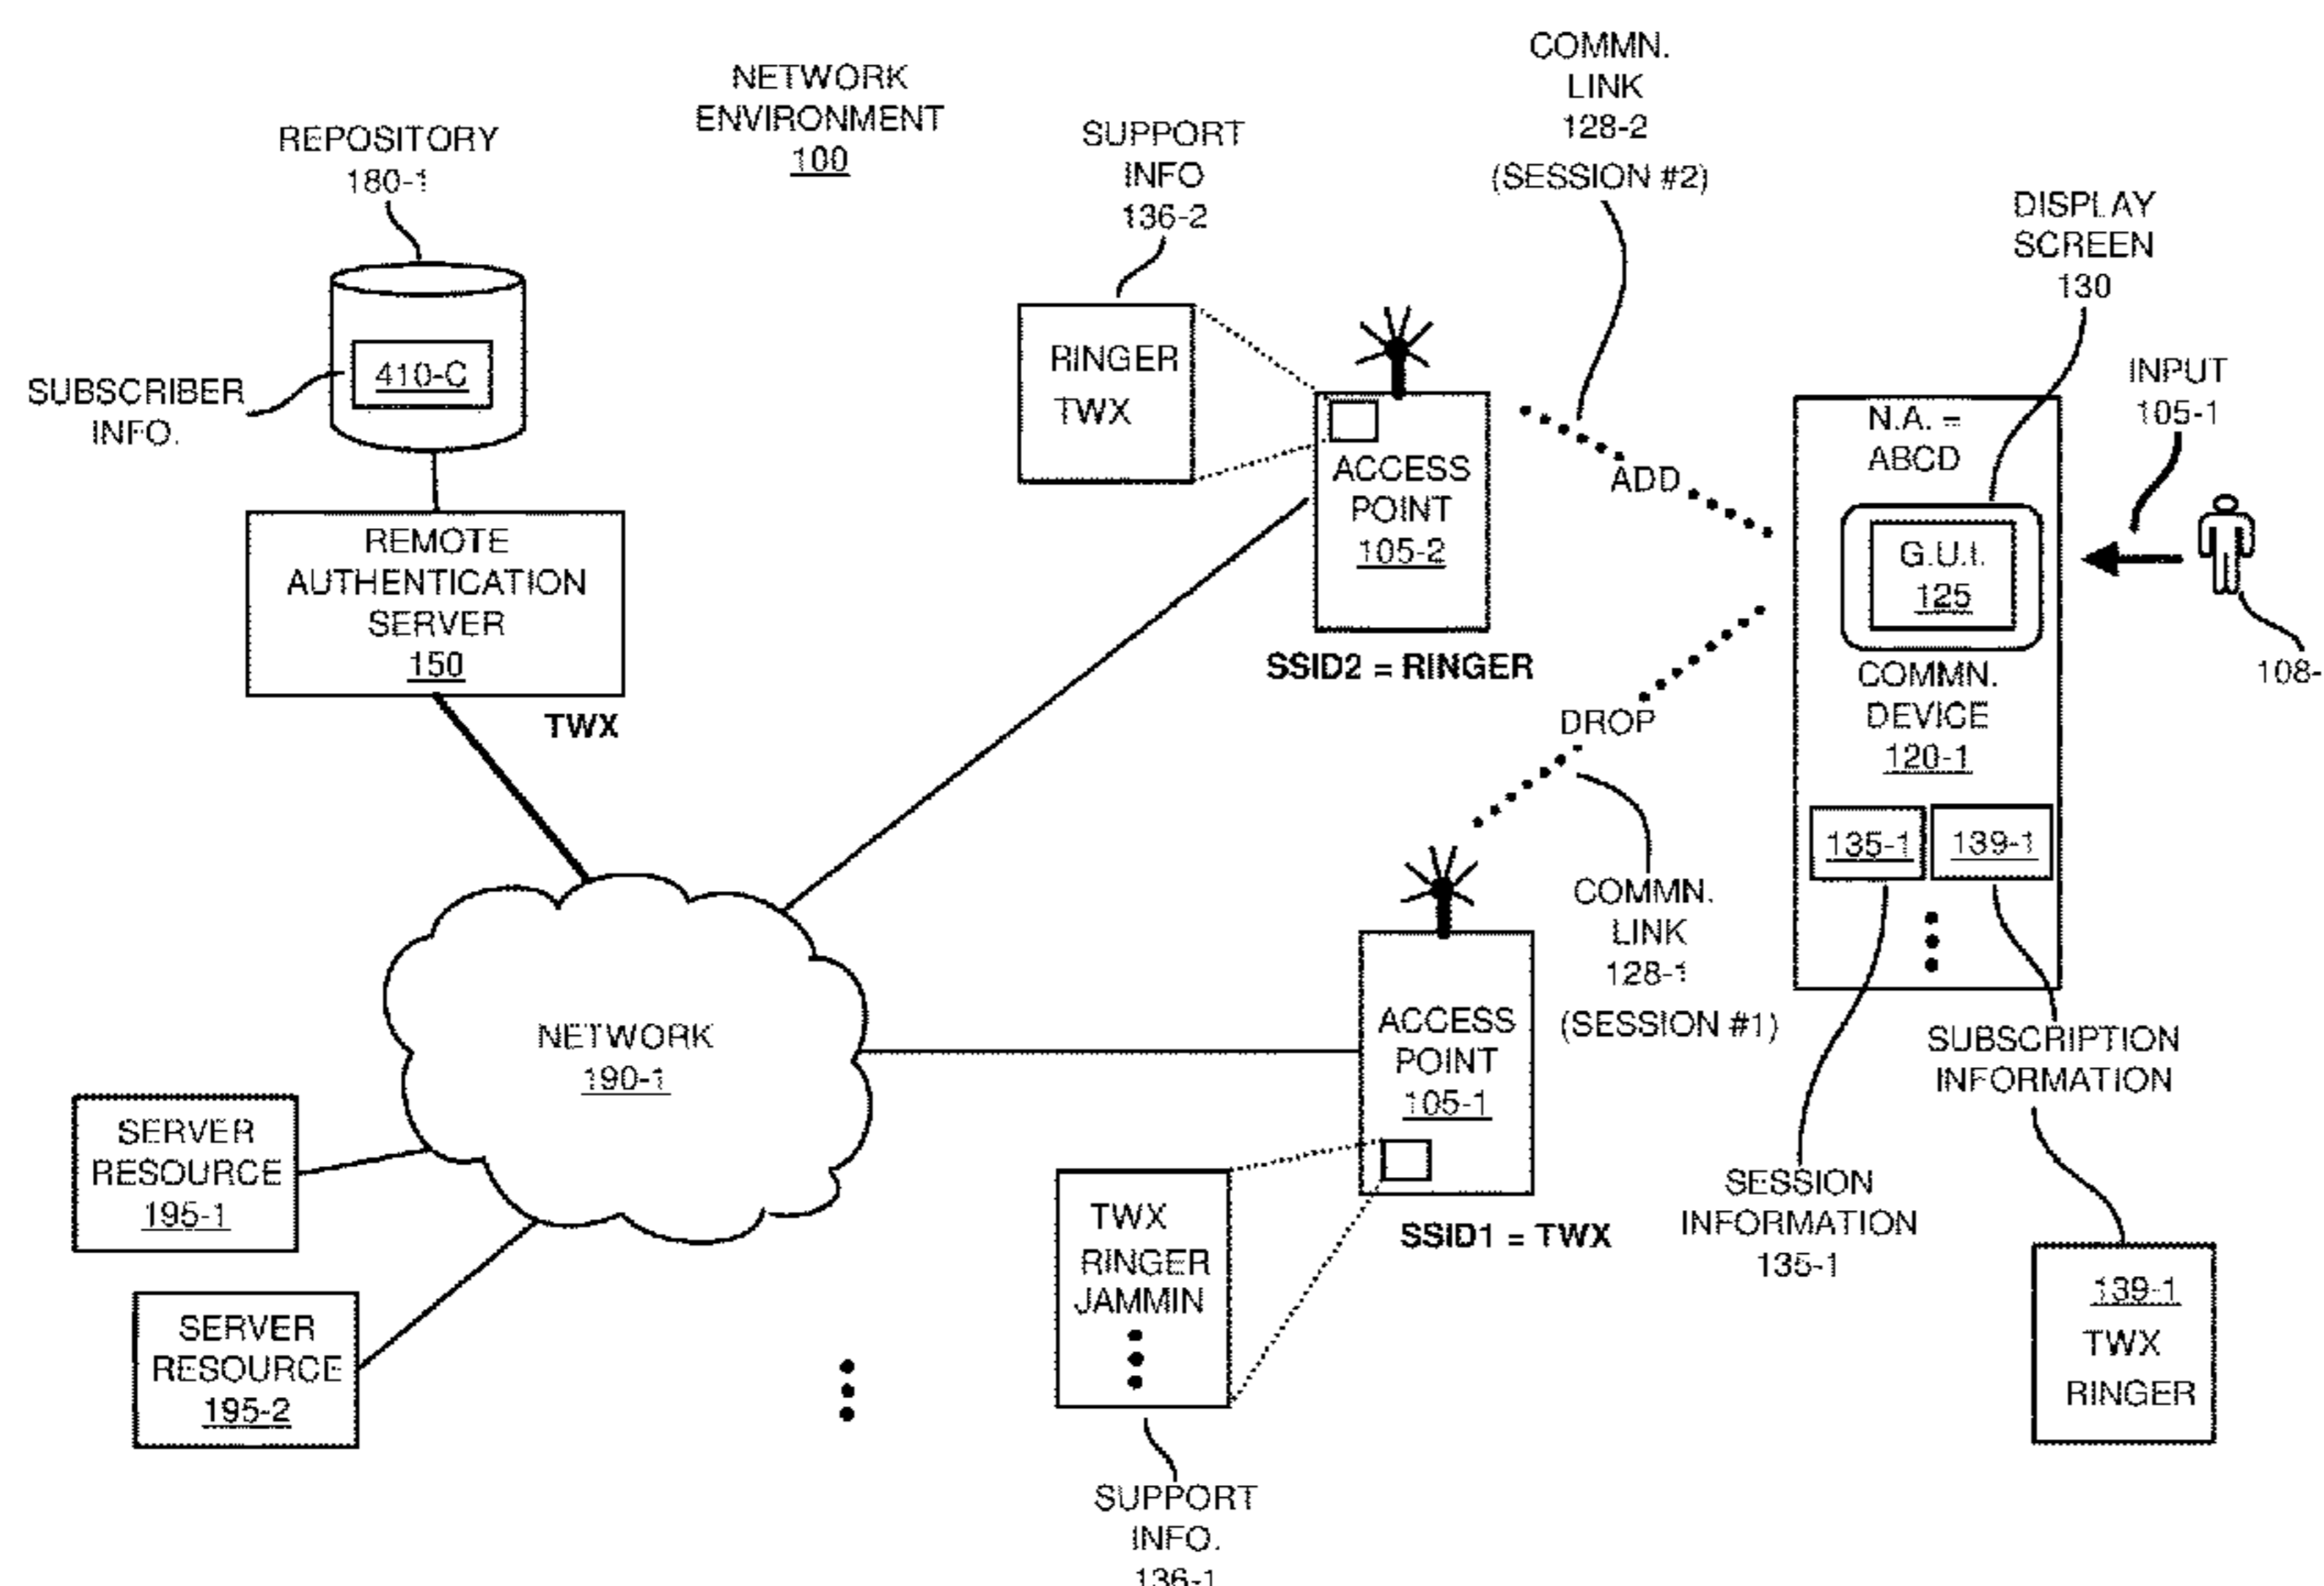 NETWORK
ENVIRONMENT
100
REPOSITORY
180-1
SUBSCRIBER
INFO.
410-C
REMOTE
AUTHENTICATION
SERVER
150
TWX
SUPPORT
INFO
136-2
RINGER
TWX
ACCESS
POINT
105-2
SSID2 = RINGER
COMMN.
LINK
128-2
(SESSION #2)
ADD
DROP
DISPLAY
SCREEN
130
INPUT
105-1
N.A. =
ABCD
G.U.I.
125
COMMN.
DEVICE
120-1
108-
135-1
139-1
COMMN.
LINK
128-1
(SESSION #1)
NETWORK
190-1
ACCESS
POINT
105-1
SSID1 = TWX
SERVER
RESOURCE
195-1
SERVER
RESOURCE
195-2
TWX
RINGER
JAMMIN
SUPPORT
INFO.
136-1
SESSION
INFORMATION
135-1
SUBSCRIPTION
INFORMATION
139-1
TWX
RINGER